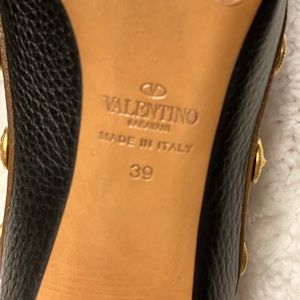 VALENTINO
GARAVANI
MADE IN ITALY
39